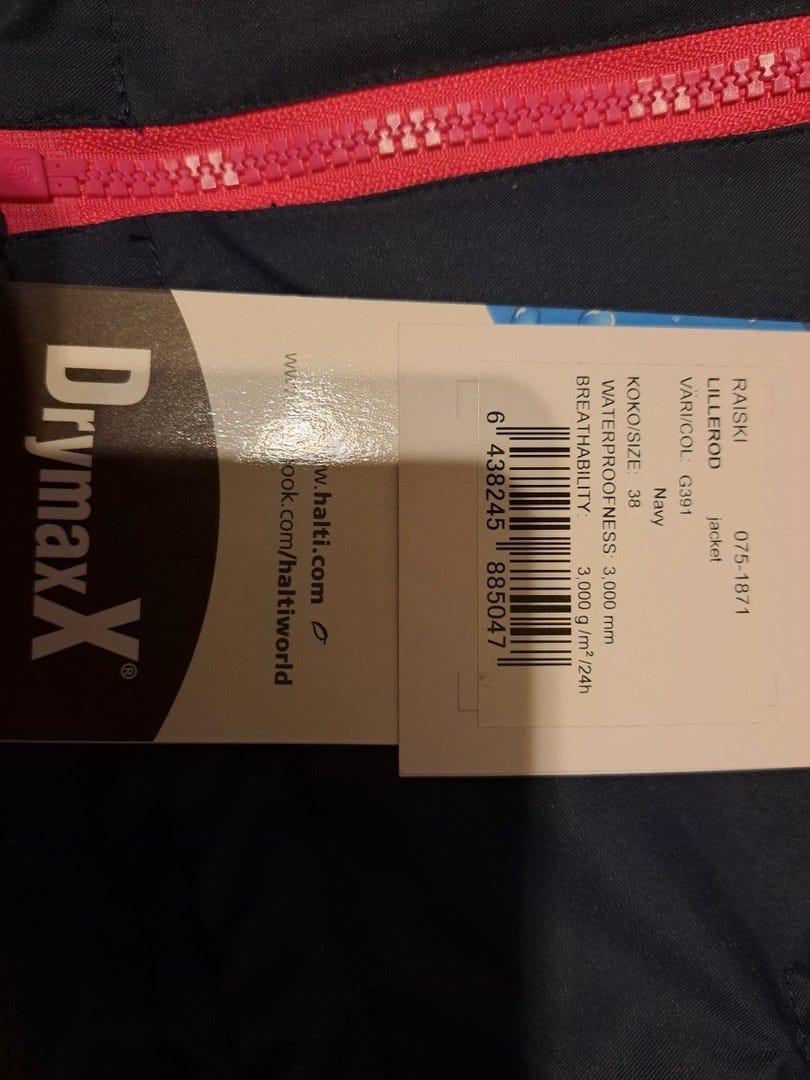 RAISKI 075-1871
LILLEROD jacket
VÄRI/COL: G391
Navy
KOKO/SIZE: 38
WATERPROOFNESS: 3,000 mm
BREATHABILITY: 3,000 g /m² /24h
6 438245 885047
.halti.com
ook.com/haltiworld
DrymaxX®